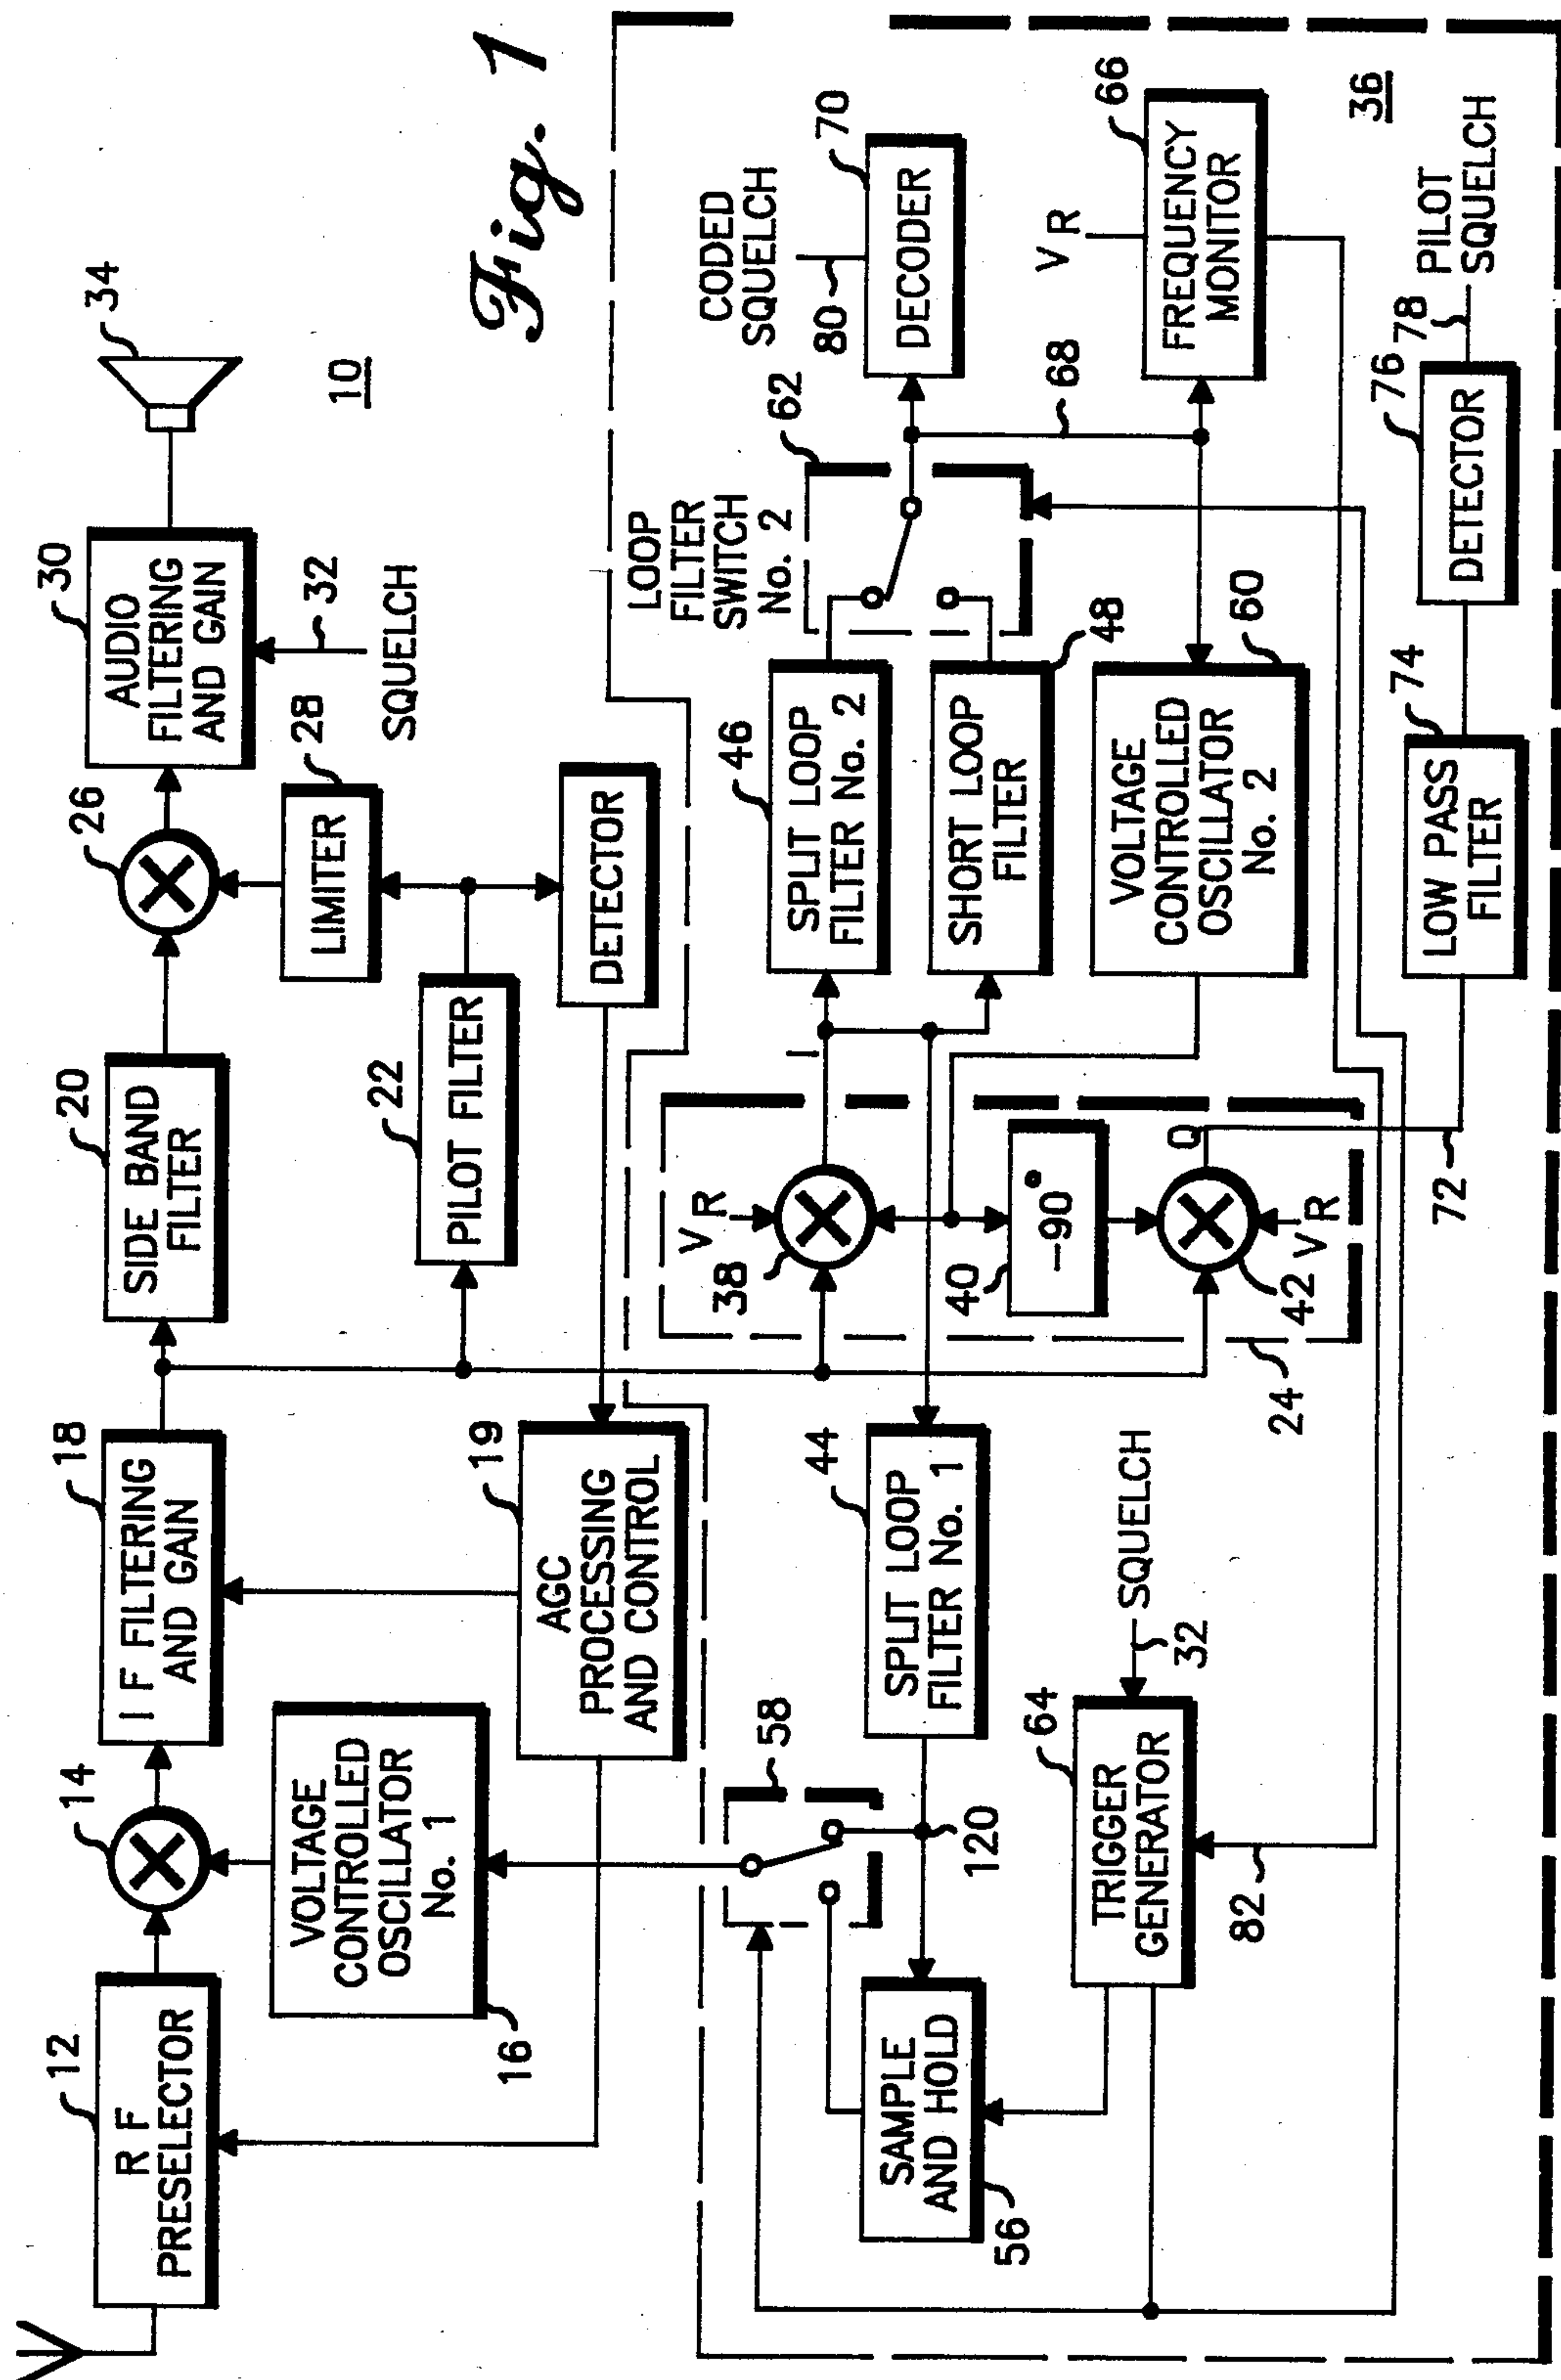 Fig. 1
10
12
R F
PRESELECTOR
14
VOLTAGE
CONTROLLED
OSCILLATOR
No. 1
16
18
I F FILTERING
AND GAIN
19
AGC
PROCESSING
AND CONTROL
20
SIDE BAND
FILTER
22
PILOT FILTER
26
28
LIMITER
DETECTOR
30
AUDIO
FILTERING
AND GAIN
32
SQUELCH
34
36
58
56
SAMPLE
AND HOLD
120
44
SPLIT LOOP
FILTER No. 1
64
TRIGGER
GENERATOR
32
SQUELCH
82
24
38
V R
I
40
-90°
42
V R
Q
72
46
SPLIT LOOP
FILTER No. 2
SHORT LOOP
FILTER
48
VOLTAGE
CONTROLLED
OSCILLATOR
No. 2
60
LOOP
FILTER
SWITCH
No. 2
62
68
CODED
SQUELCH
80
70
DECODER
V R
66
FREQUENCY
MONITOR
74
LOW PASS
FILTER
76
DETECTOR
78
PILOT
SQUELCH